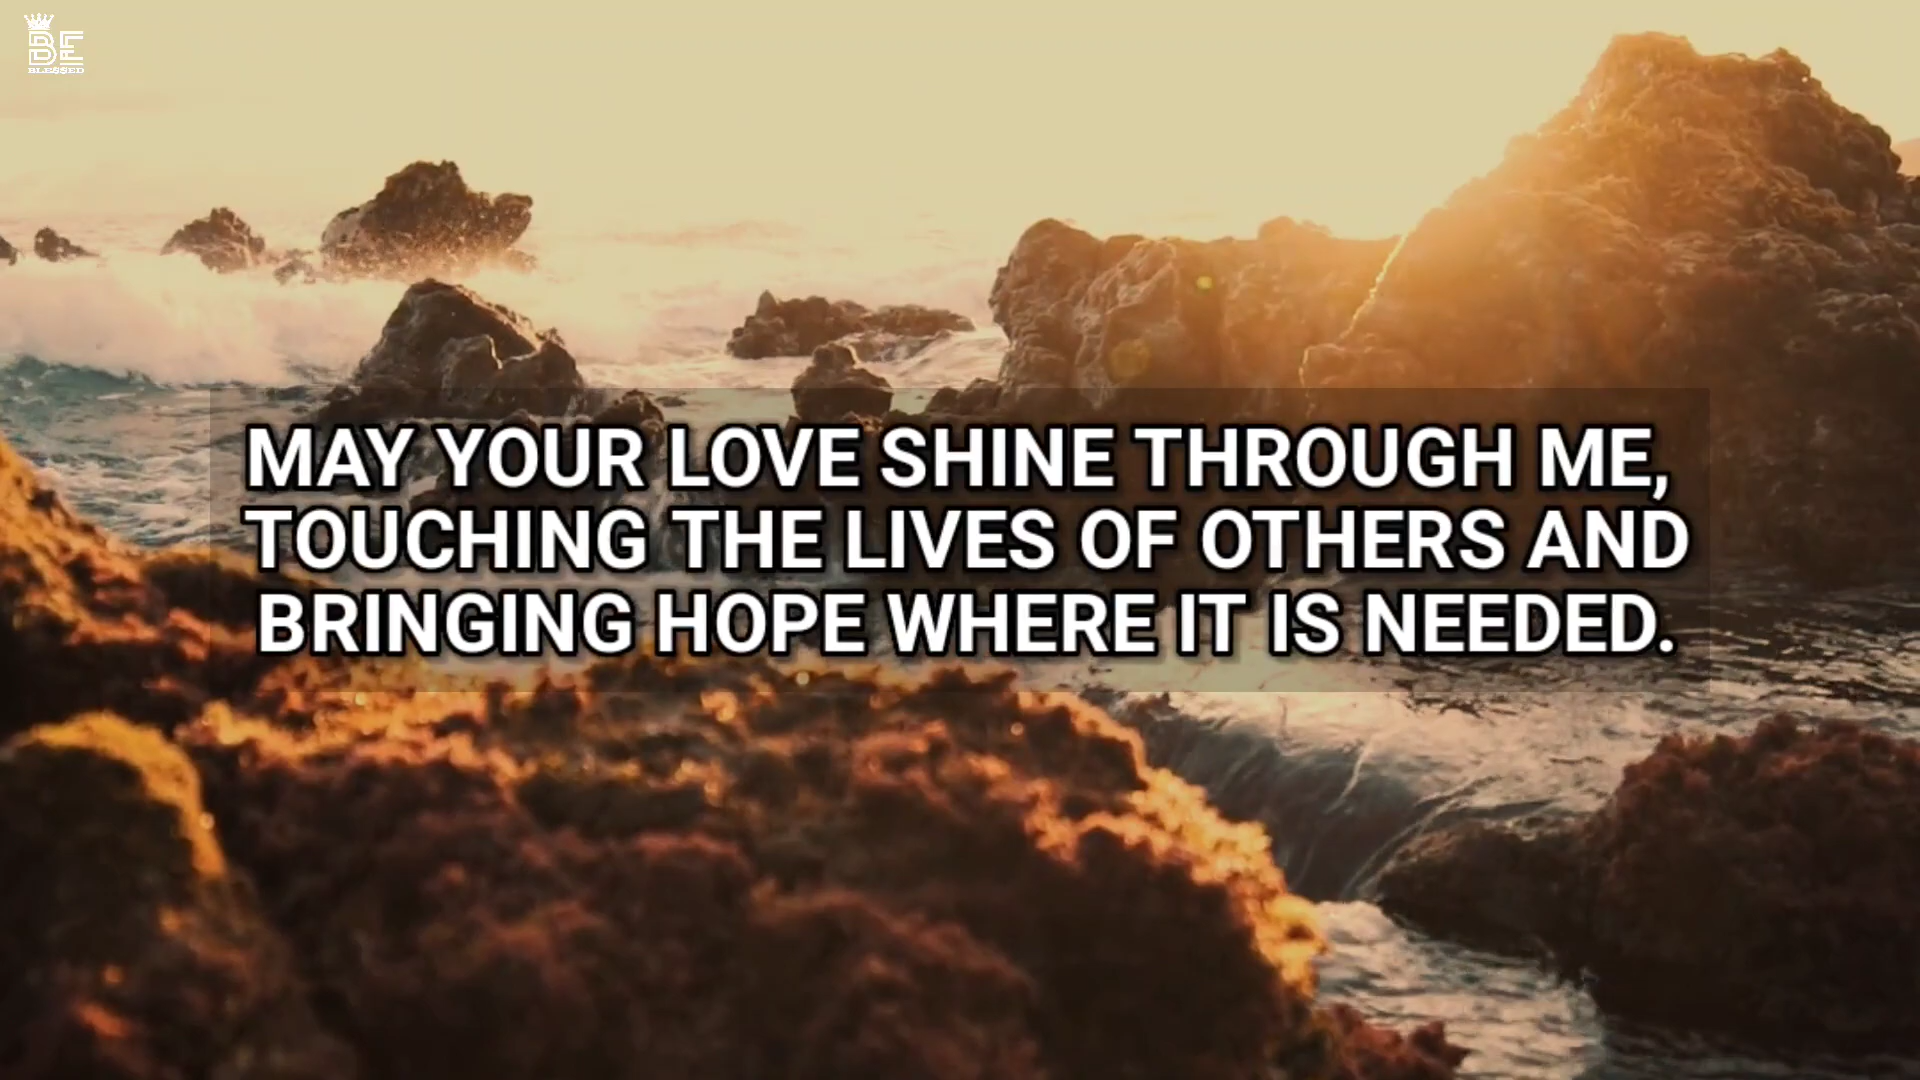 BE
BLESSED
MAY YOUR LOVE SHINE THROUGH ME,
TOUCHING THE LIVES OF OTHERS AND
BRINGING HOPE WHERE IT IS NEEDED.